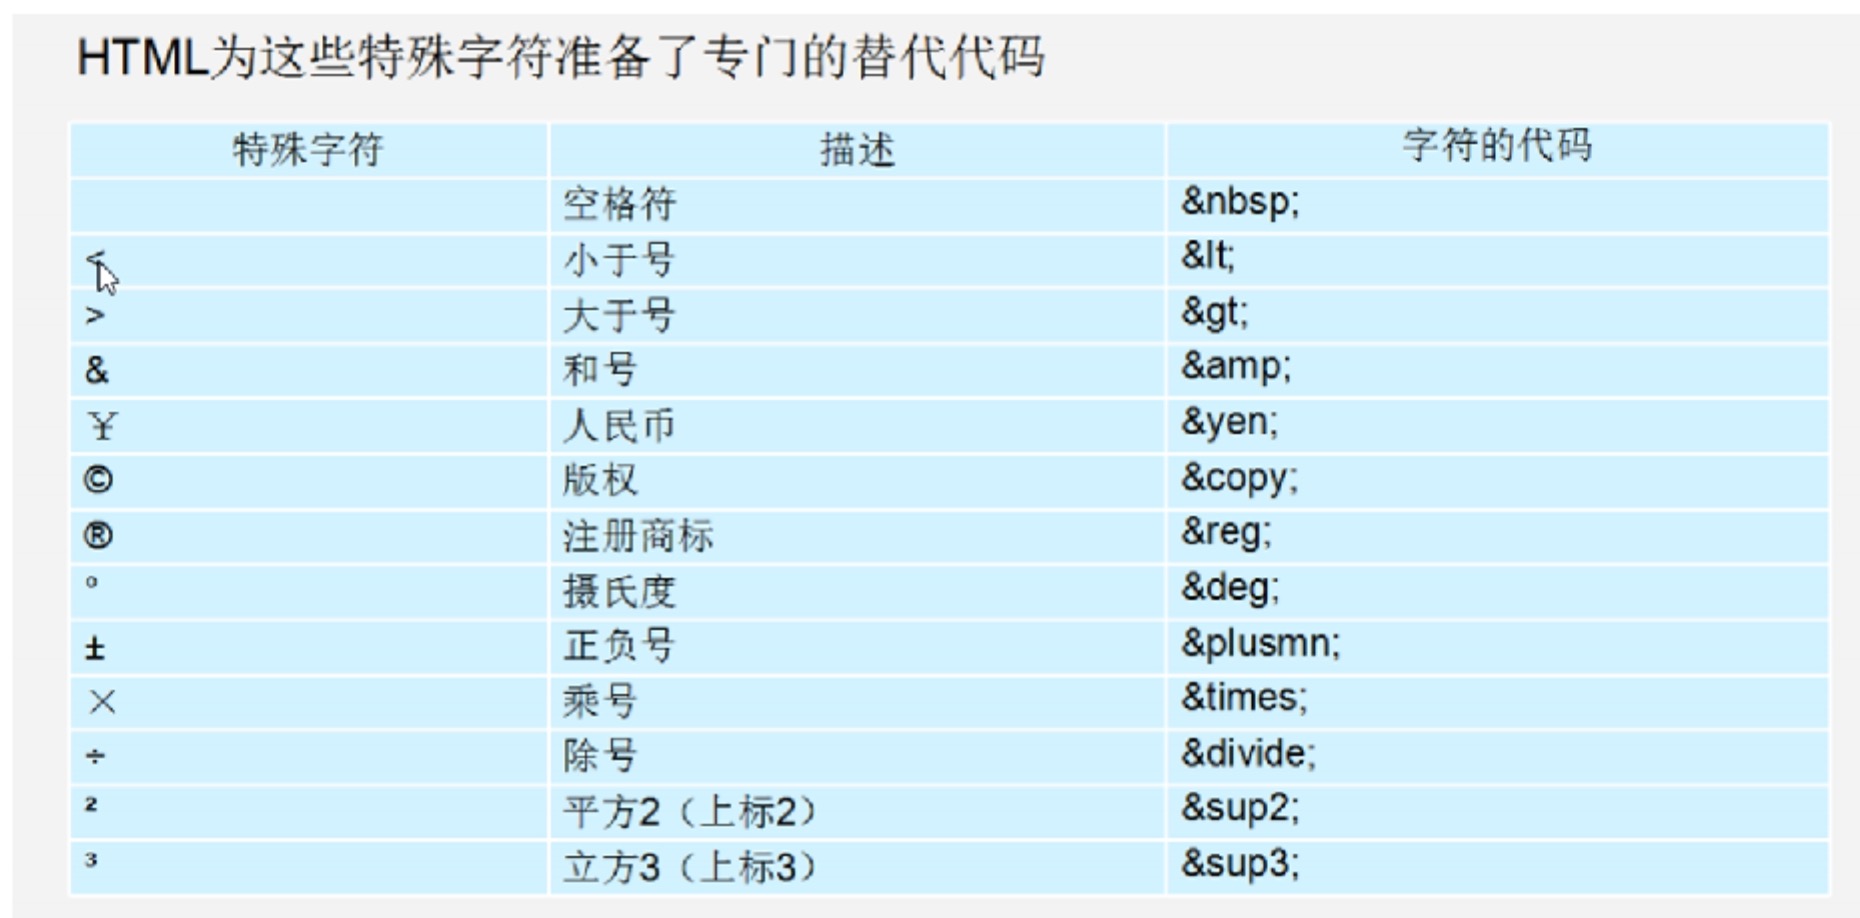 HTML为这些特殊字符准备了专门的替代代码
特殊字符 描述 字符的代码
空格符 &nbsp;
< 小于号 &lt;
> 大于号 &gt;
& 和号 &amp;
¥ 人民币 &yen;
© 版权 &copy;
® 注册商标 &reg;
° 摄氏度 &deg;
± 正负号 &plusmn;
× 乘号 &times;
÷ 除号 &divide;
² 平方2（上标2） &sup2;
³ 立方3（上标3） &sup3;